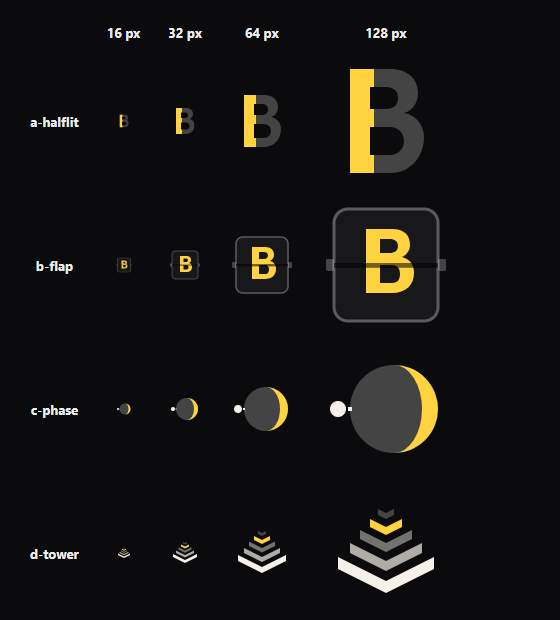 16 px 32 px 64 px 128 px
a-halflit B B B B
b-flap B B B B
c-phase
d-tower